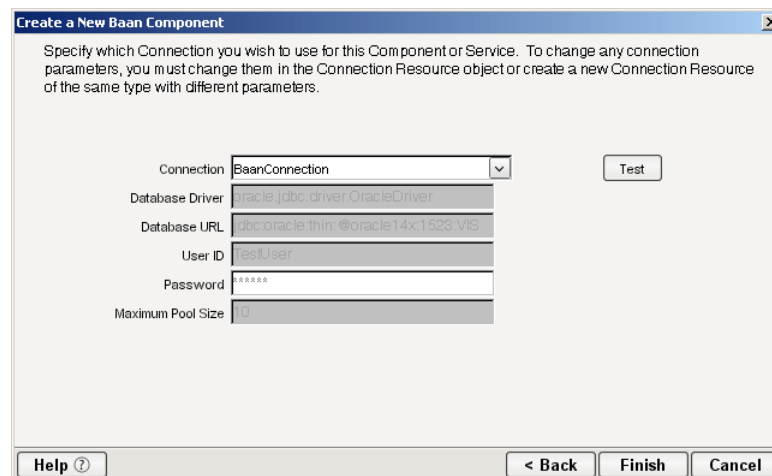 Create a New Baan Component
Specify which Connection you wish to use for this Component or Service. To change any connection
parameters, you must change them in the Connection Resource object or create a new Connection Resource
of the same type with different parameters.
Connection BaanConnection Test
Database Driver oracle.jdbc.driver.OracleDriver
Database URL jdbc:oracle:thin:@oracle14x:1523:VIS
User ID TestUser
Password ******
Maximum Pool Size 10
Help ? < Back Finish Cancel